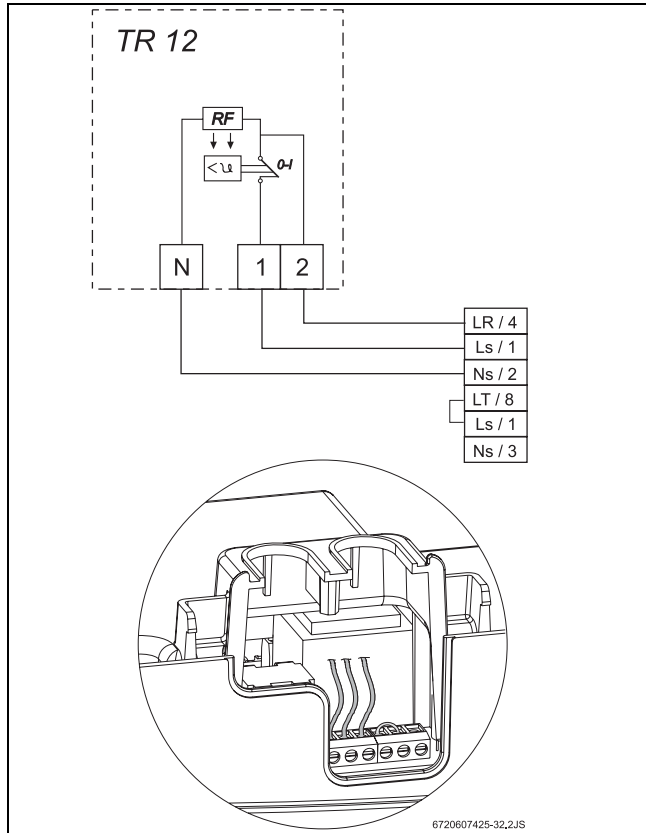 TR 12
RF
<ϑ
0-I
N 1 2
LR / 4
Ls / 1
Ns / 2
LT / 8
Ls / 1
Ns / 3
6720607425-32.2JS